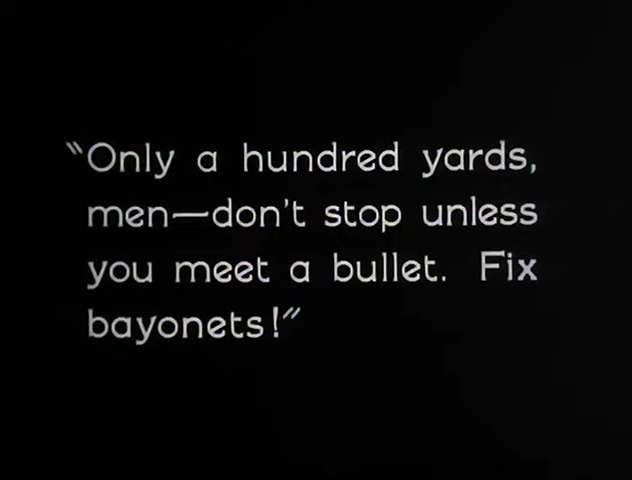 "Only a hundred yards,
men—don't stop unless
you meet a bullet. Fix
bayonets!"